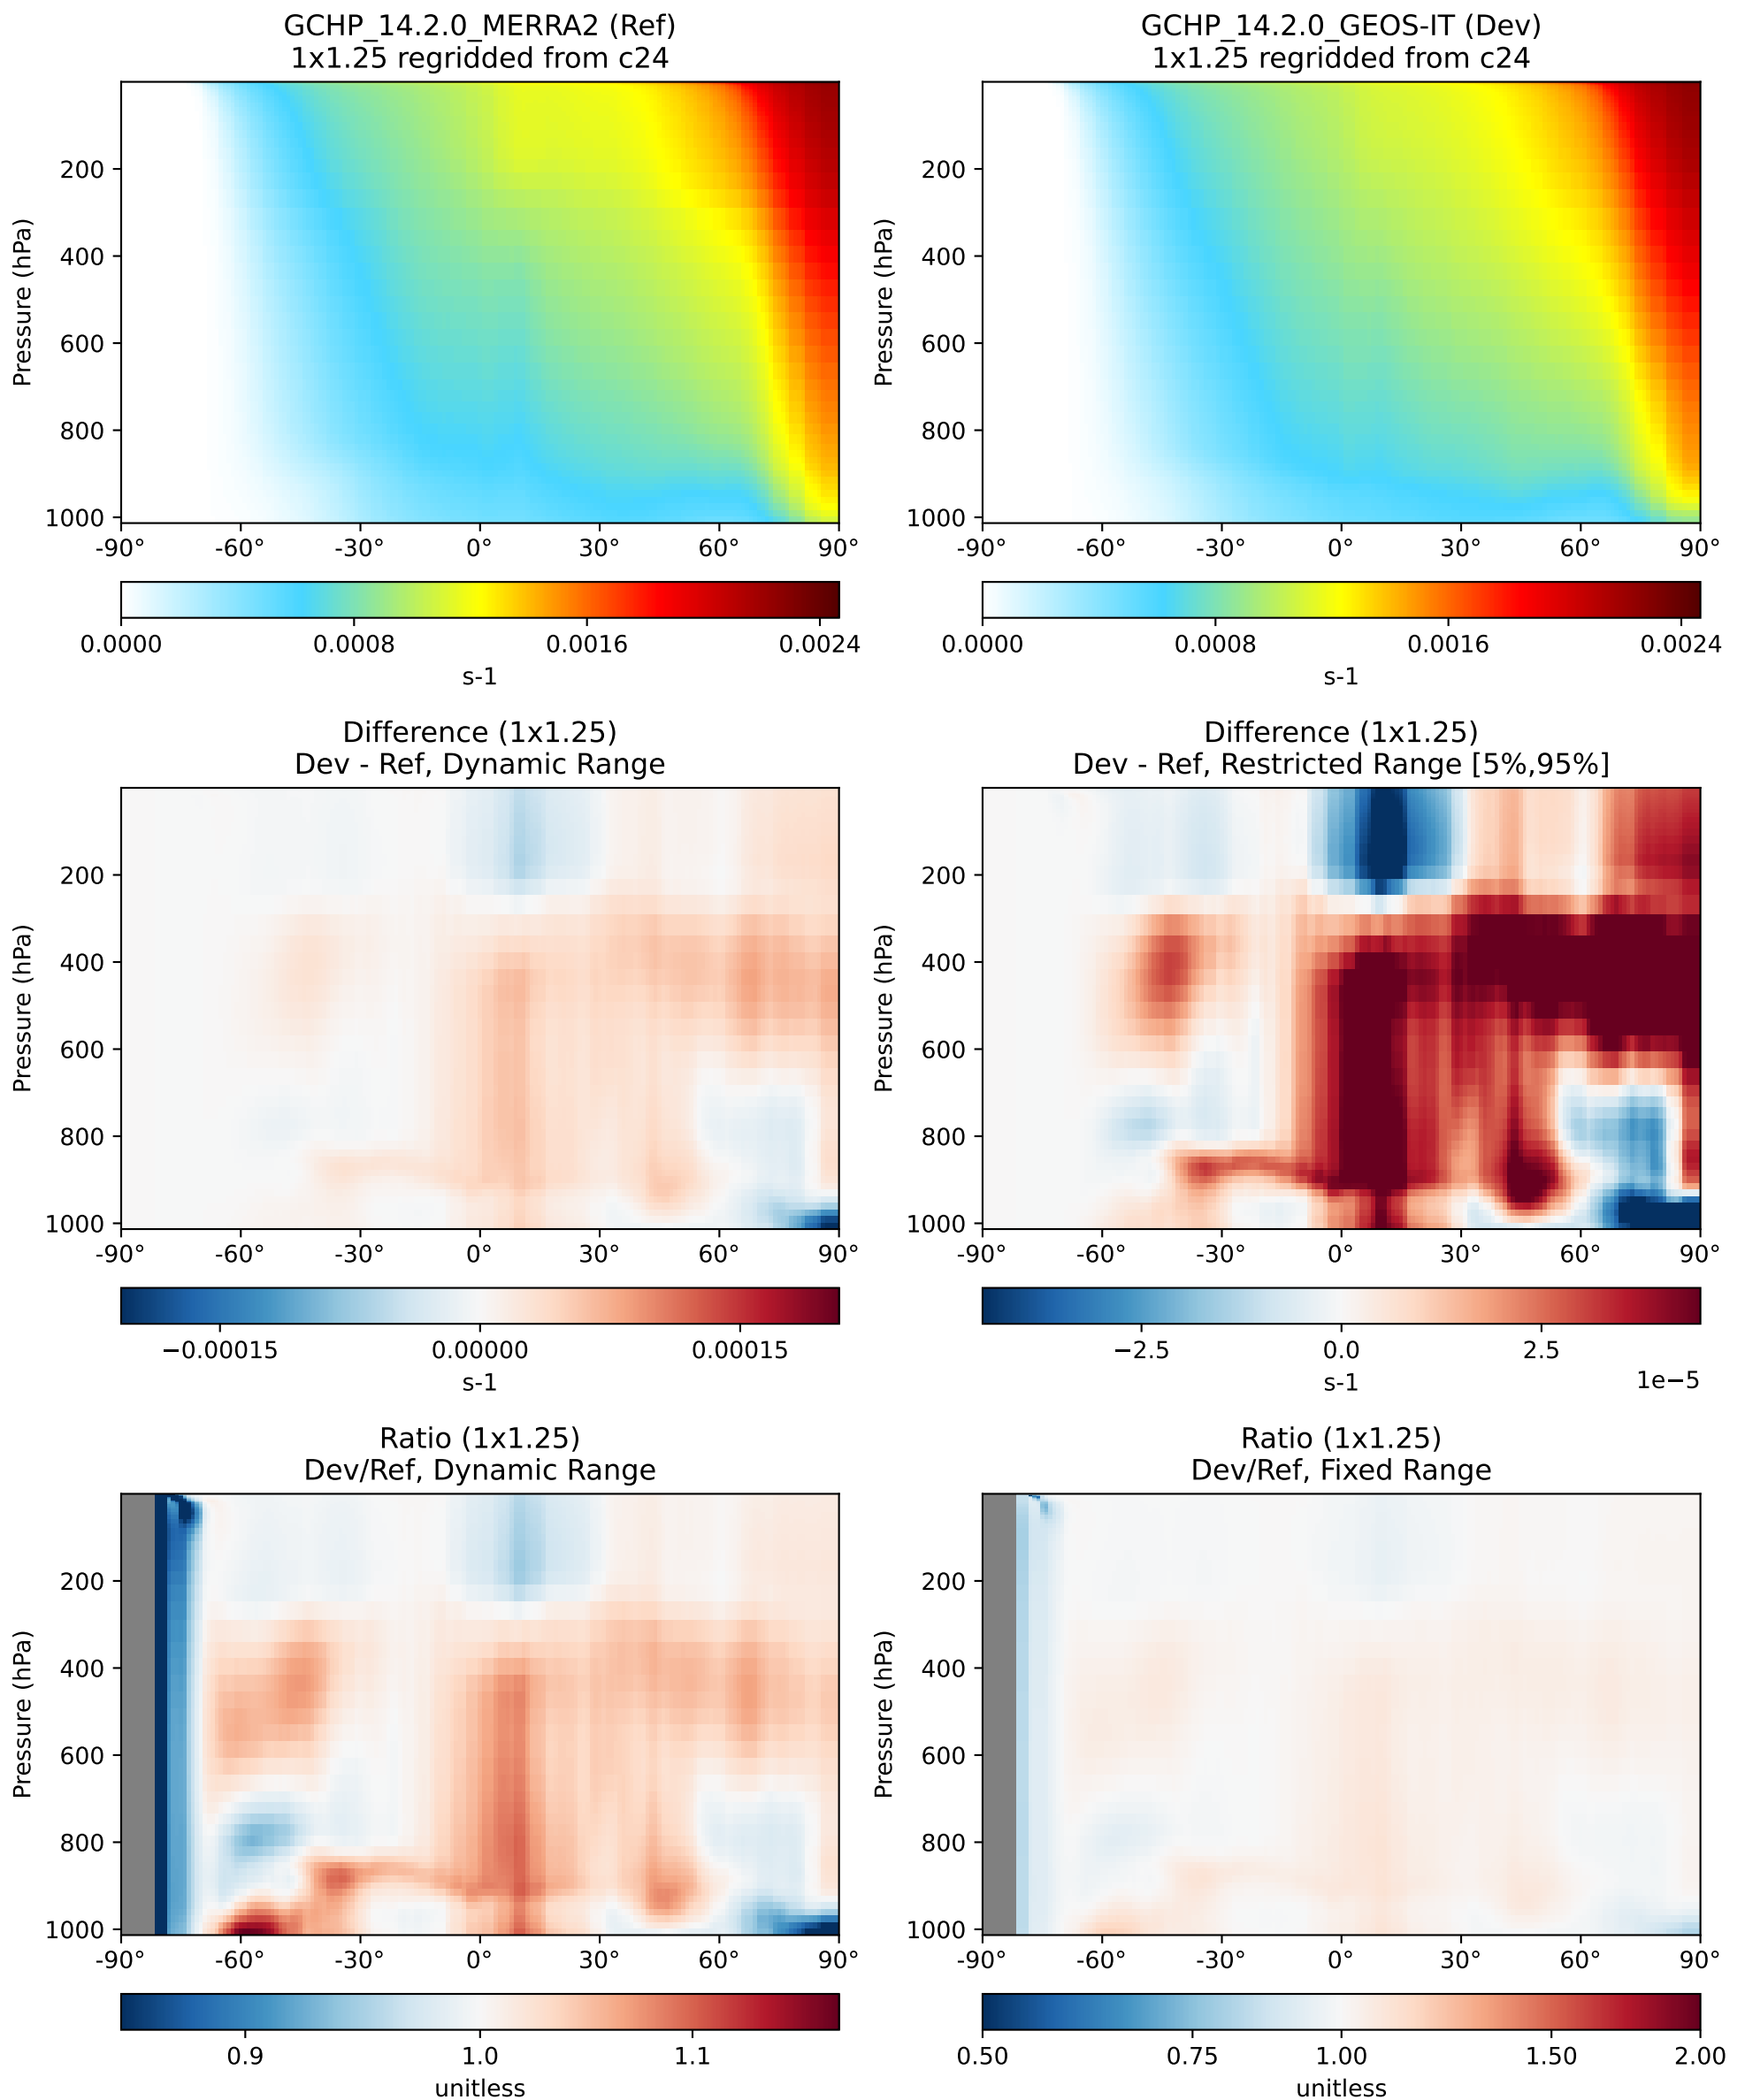 GCHP_14.2.0_MERRA2 (Ref)
1x1.25 regridded from c24
Pressure (hPa)
200
400
600
800
1000
-90° -60° -30° 0° 30° 60° 90°
0.0000 0.0008 0.0016 0.0024
s-1
GCHP_14.2.0_GEOS-IT (Dev)
1x1.25 regridded from c24
Pressure (hPa)
200
400
600
800
1000
-90° -60° -30° 0° 30° 60° 90°
0.0000 0.0008 0.0016 0.0024
s-1
Difference (1x1.25)
Dev - Ref, Dynamic Range
Pressure (hPa)
200
400
600
800
1000
-90° -60° -30° 0° 30° 60° 90°
−0.00015 0.00000 0.00015
s-1
Difference (1x1.25)
Dev - Ref, Restricted Range [5%,95%]
Pressure (hPa)
200
400
600
800
1000
-90° -60° -30° 0° 30° 60° 90°
−2.5 0.0 2.5
s-1
1e−5
Ratio (1x1.25)
Dev/Ref, Dynamic Range
Pressure (hPa)
200
400
600
800
1000
-90° -60° -30° 0° 30° 60° 90°
0.9 1.0 1.1
unitless
Ratio (1x1.25)
Dev/Ref, Fixed Range
Pressure (hPa)
200
400
600
800
1000
-90° -60° -30° 0° 30° 60° 90°
0.50 0.75 1.00 1.50 2.00
unitless